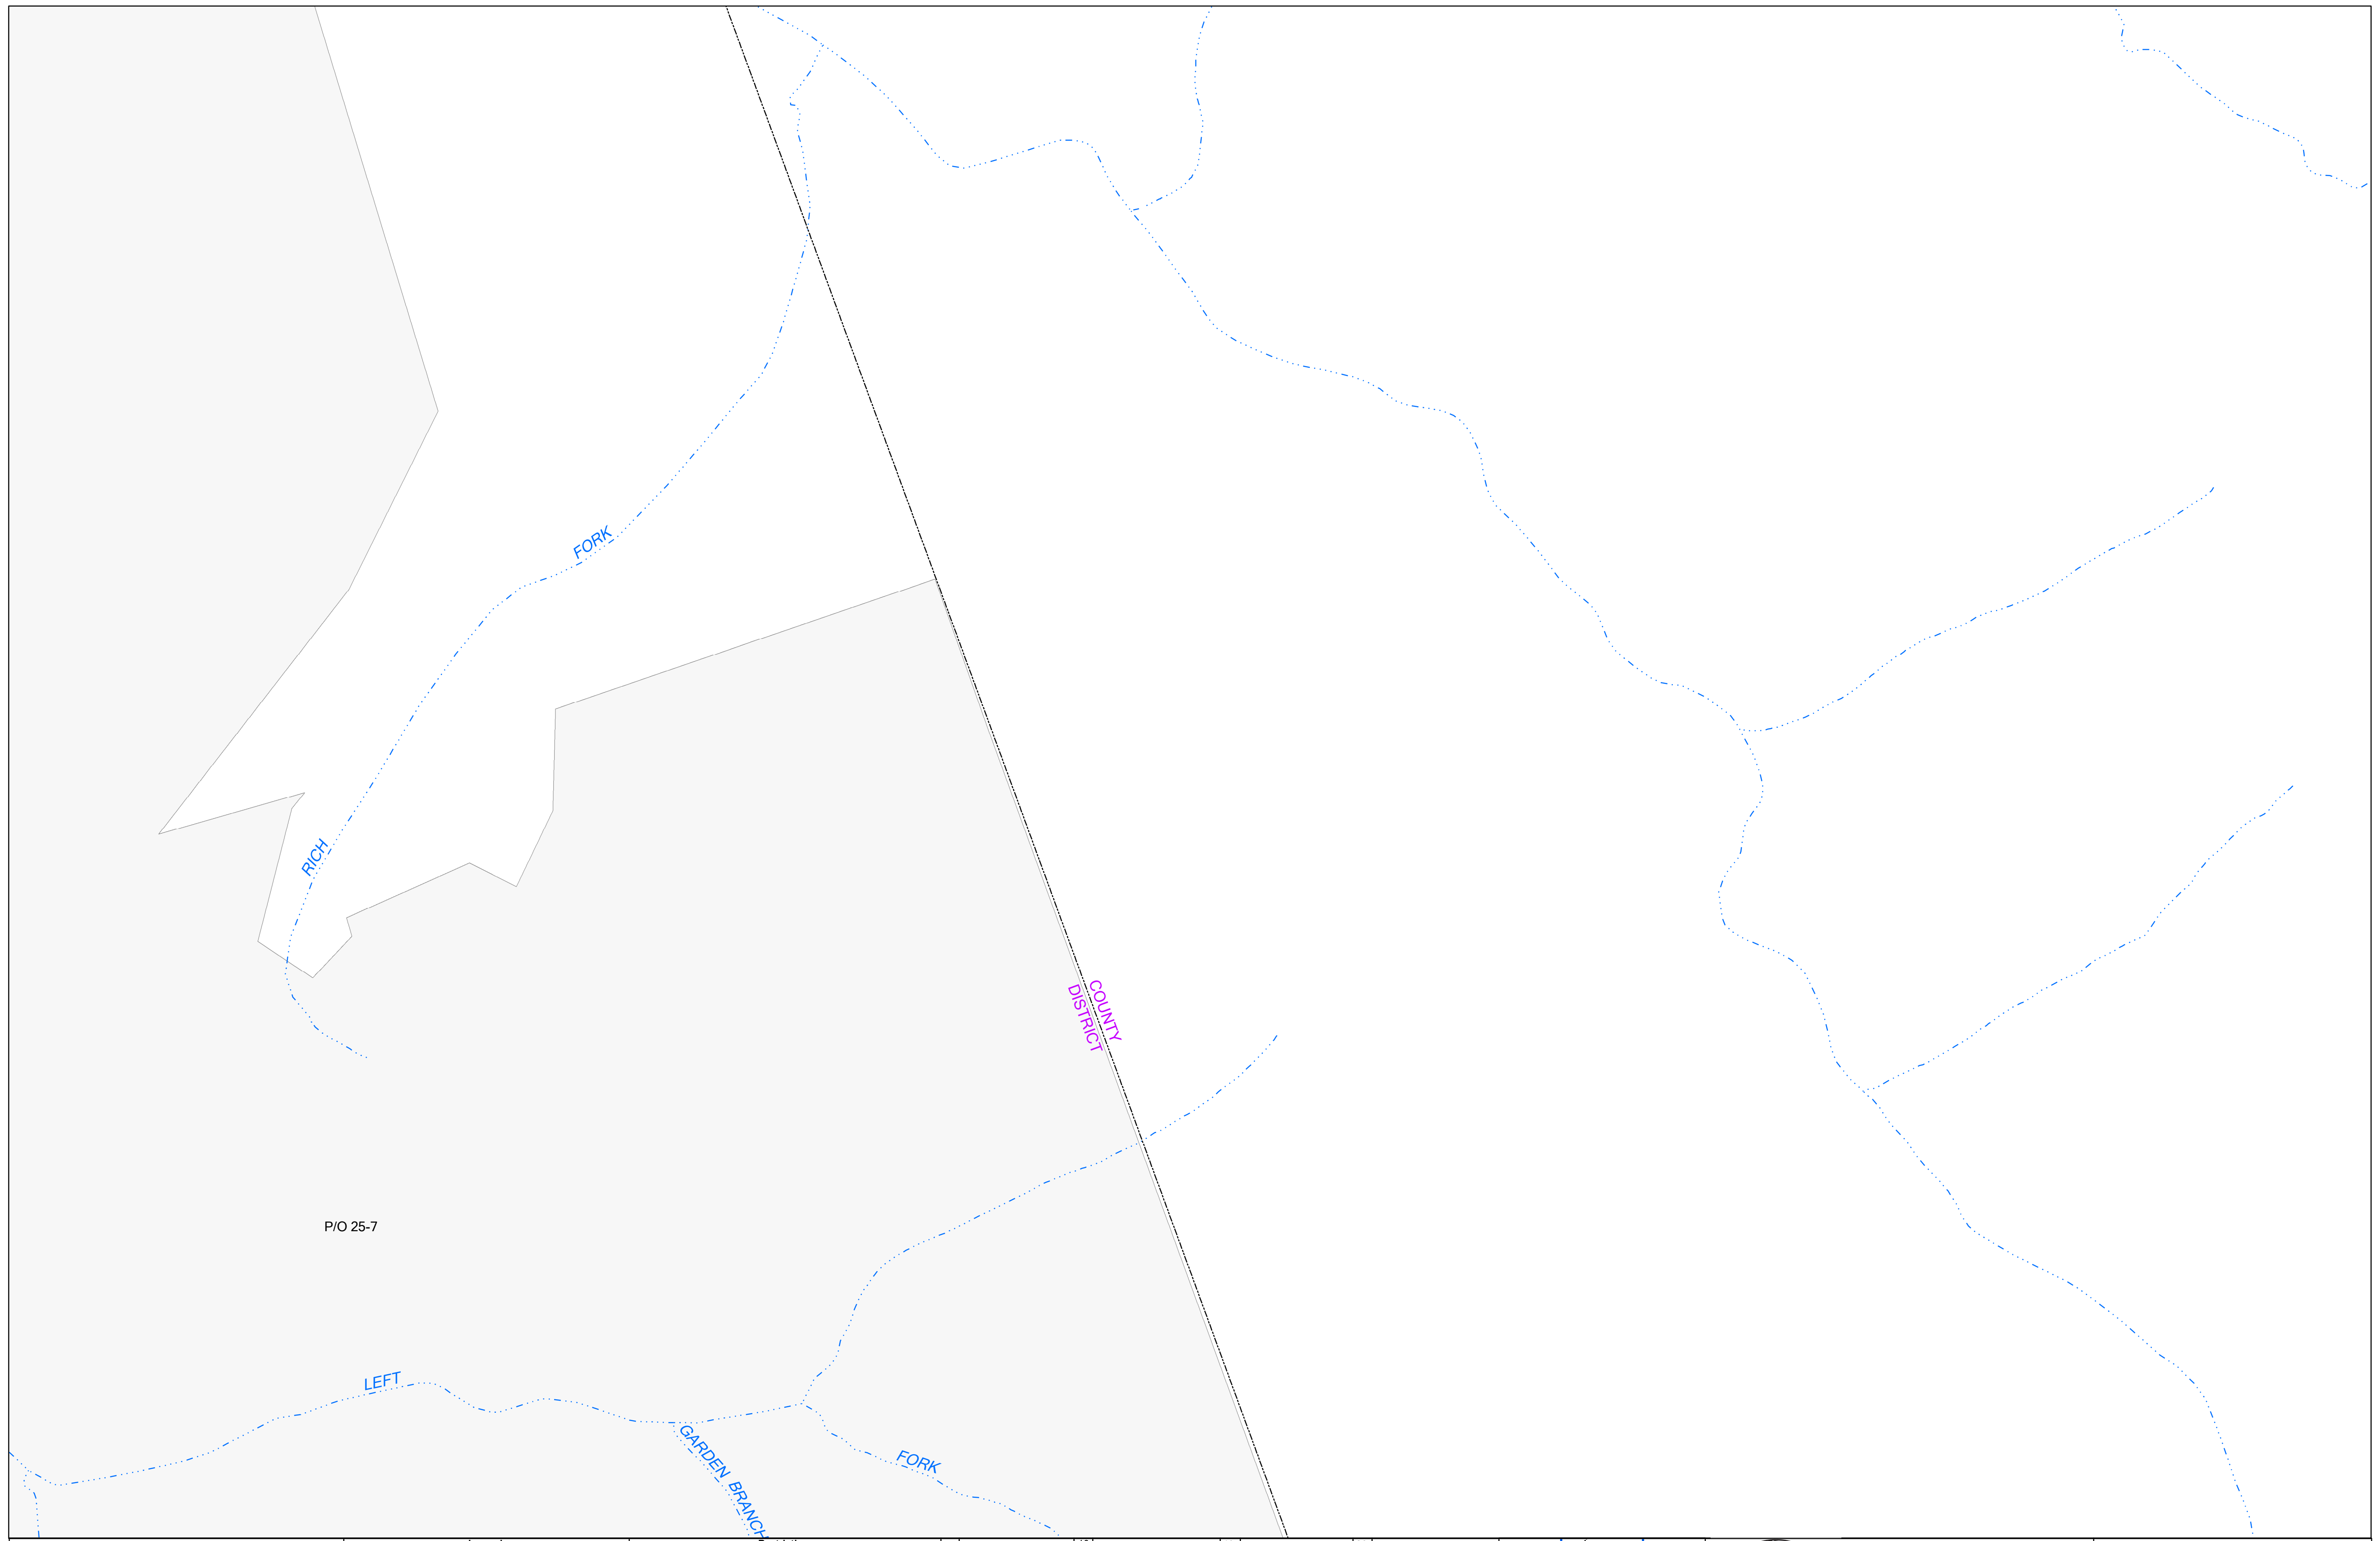 FORK
RICH
COUNTY
DISTRICT
P/O 25-7
LEFT
FORK
GARDEN BRANCH